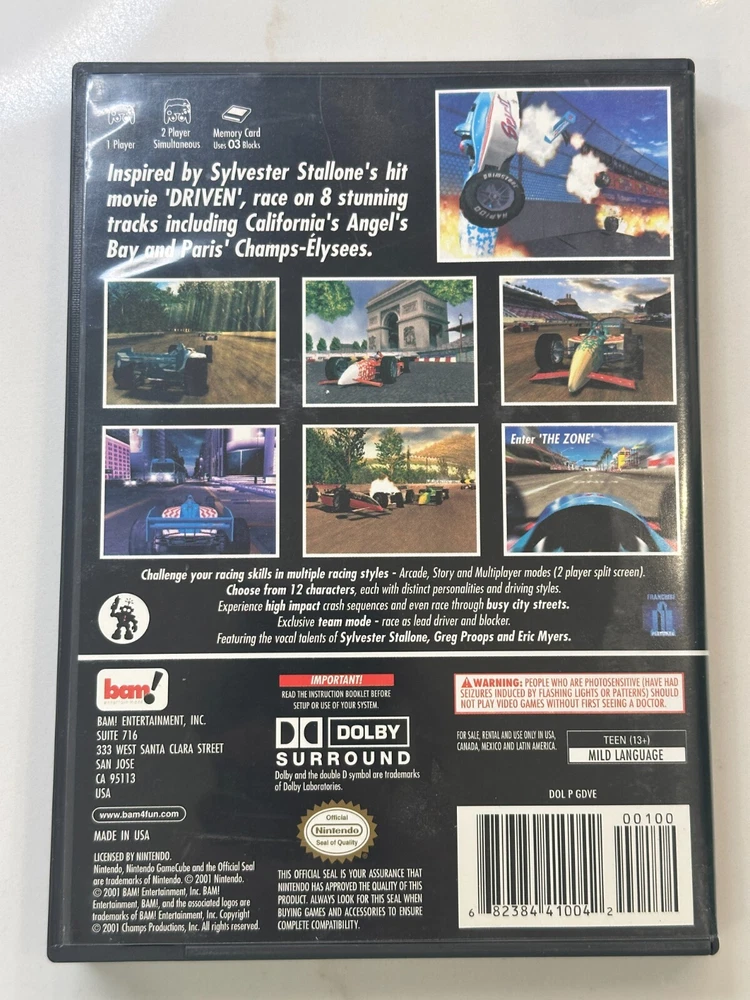 1 Player
2 Player
Simultaneous
Memory Card
Uses 03 Blocks
Inspired by Sylvester Stallone's hit
movie 'DRIVEN', race on 8 stunning
tracks including California's Angel's
Bay and Paris' Champs-Élysees.
Enter 'THE ZONE'
Challenge your racing skills in multiple racing styles - Arcade, Story and Multiplayer modes (2 player split screen).
Choose from 12 characters, each with distinct personalities and driving styles.
Experience high impact crash sequences and even race through busy city streets.
Exclusive team mode - race as lead driver and blocker.
Featuring the vocal talents of Sylvester Stallone, Greg Proops and Eric Myers.
bam!
BAM! ENTERTAINMENT, INC.
SUITE 716
333 WEST SANTA CLARA STREET
SAN JOSE
CA 95113
USA
www.bam4fun.com
MADE IN USA
LICENSED BY NINTENDO.
Nintendo, Nintendo GameCube and the Official Seal
are trademarks of Nintendo. © 2001 Nintendo.
© 2001 BAM! Entertainment, Inc. BAM!
Entertainment, BAM!, and the associated logos are
trademarks of BAM! Entertainment, Inc. Copyright
© 2001 Champs Productions, Inc. All rights reserved.
IMPORTANT!
READ THE INSTRUCTION BOOKLET BEFORE
SETUP OR USE OF YOUR SYSTEM.
DOLBY
SURROUND
Dolby and the double D symbol are trademarks
of Dolby Laboratories.
Official
Nintendo
Seal of Quality
THIS OFFICIAL SEAL IS YOUR ASSURANCE THAT
NINTENDO HAS APPROVED THE QUALITY OF THIS
PRODUCT. ALWAYS LOOK FOR THIS SEAL WHEN
BUYING GAMES AND ACCESSORIES TO ENSURE
COMPLETE COMPATIBILITY.
WARNING: PEOPLE WHO ARE PHOTOSENSITIVE (HAVE HAD
SEIZURES INDUCED BY FLASHING LIGHTS OR PATTERNS) SHOULD
NOT PLAY VIDEO GAMES WITHOUT FIRST SEEING A DOCTOR.
FOR SALE, RENTAL AND USE ONLY IN USA,
CANADA, MEXICO AND LATIN AMERICA.
TEEN (13+)
MILD LANGUAGE
DOL P GDVE
00100
6 82384 41004 2